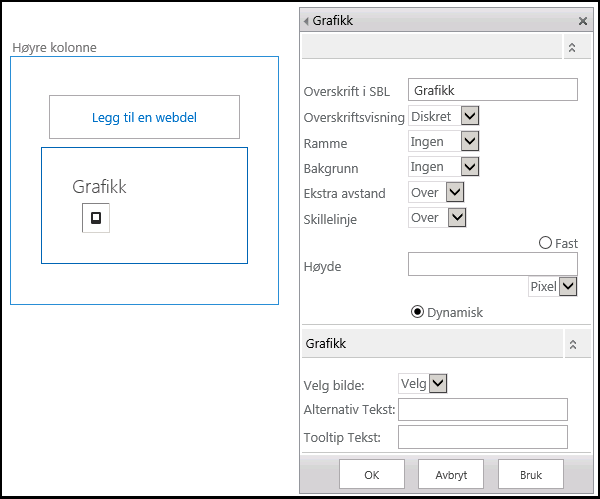 Høyre kolonne
Legg til en webdel
Grafikk
Grafikk
Overskrift i SBL Grafikk
Overskriftsvisning Diskret
Ramme Ingen
Bakgrunn Ingen
Ekstra avstand Over
Skillelinje Over
Fast
Høyde
Pixel
Dynamisk
Grafikk
Velg bilde: Velg
Alternativ Tekst:
Tooltip Tekst:
OK Avbryt Bruk